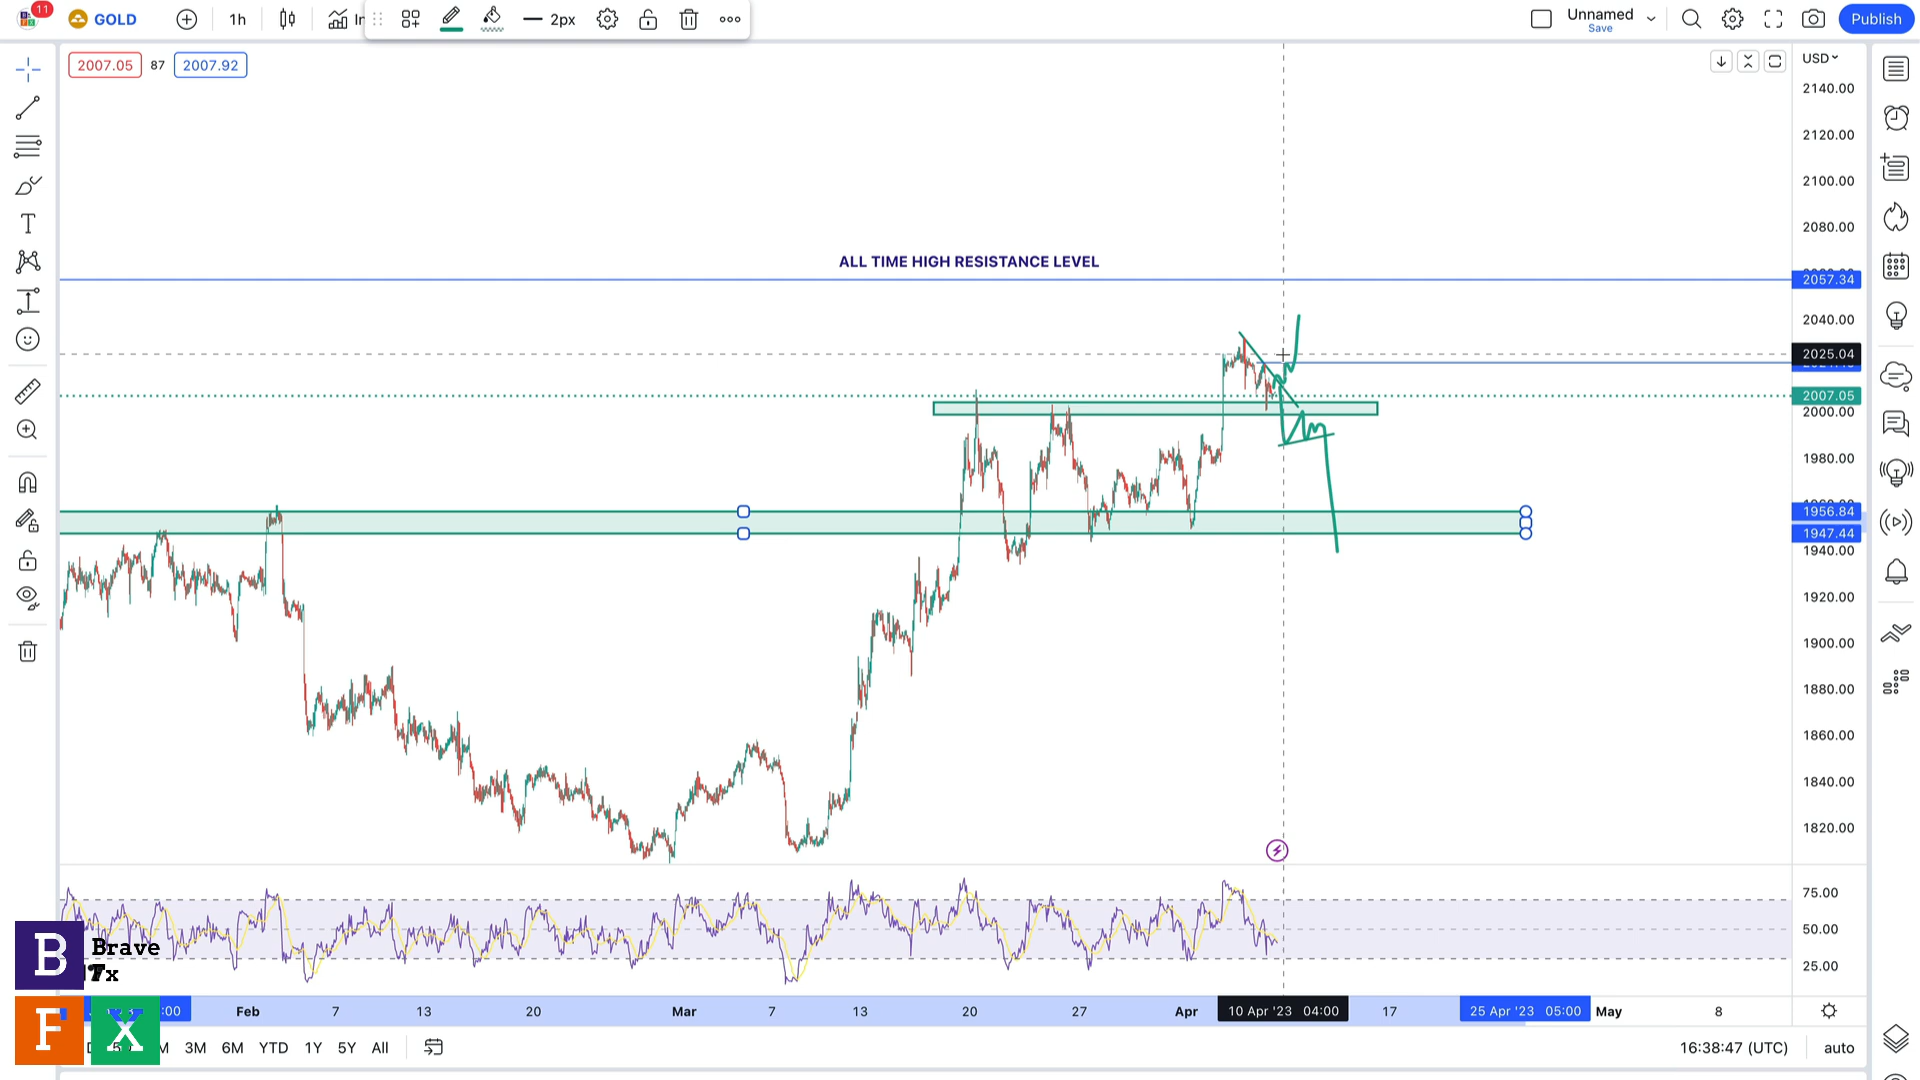 11
GOLD
1h
In
2px
Unnamed
Save
Publish
2007.05 87 2007.92
USD
2140.00
2120.00
2100.00
2080.00
ALL TIME HIGH RESISTANCE LEVEL
2057.34
2040.00
2025.04
2007.05
2000.00
1980.00
1956.84
1947.44
1940.00
1920.00
1900.00
1880.00
1860.00
1840.00
1820.00
75.00
50.00
25.00
B Brave
Feb 7 13 20 Mar 7 13 20 27 Apr 10 Apr '23 04:00 17 25 Apr '23 05:00 May 8
F X
3M 6M YTD 1Y 5Y All
16:38:47 (UTC) auto